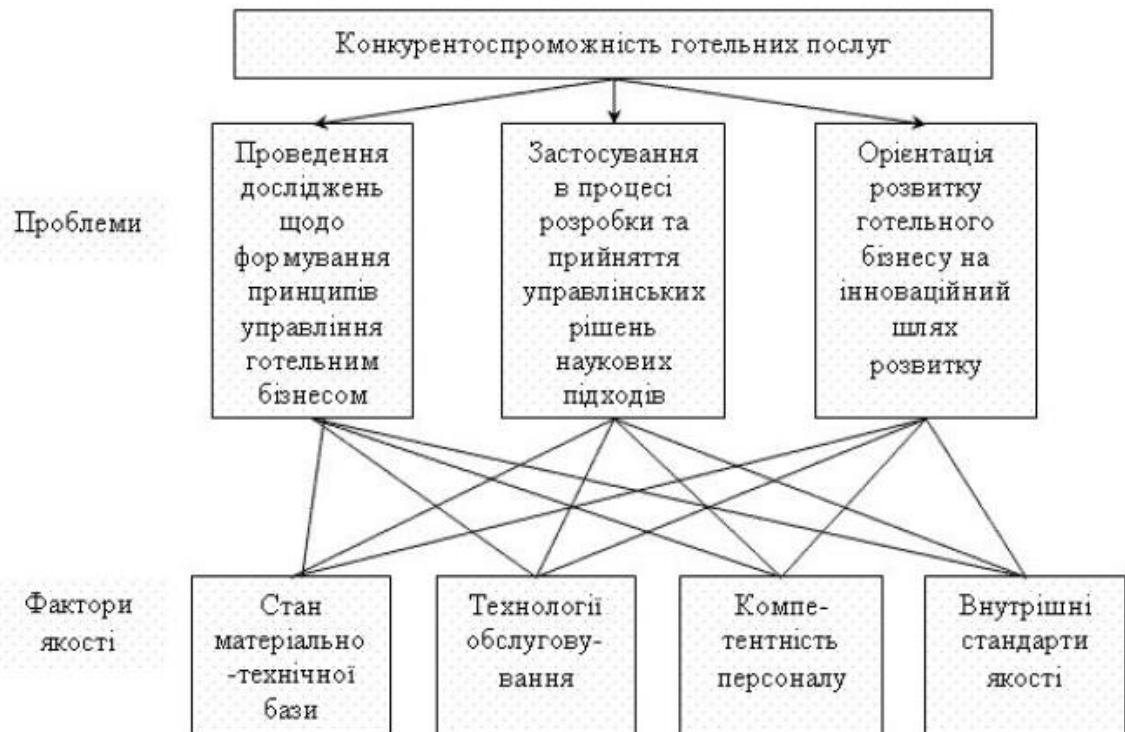 Конкурентоспроможність готельних послуг
Проблеми
Проведення
досліджень
щодо
формування
принципів
управління
готельним
бізнесом
Застосування
в процесі
розробки та
прийняття
управлінських
рішень
наукових
підходів
Орієнтація
розвитку
готельного
бізнесу на
інноваційний
шлях
розвитку
Фактори
якості
Стан
матеріально
-технічної
бази
Технології
обслугову-
вання
Компе-
тентність
персоналу
Внутрішні
стандарти
якості